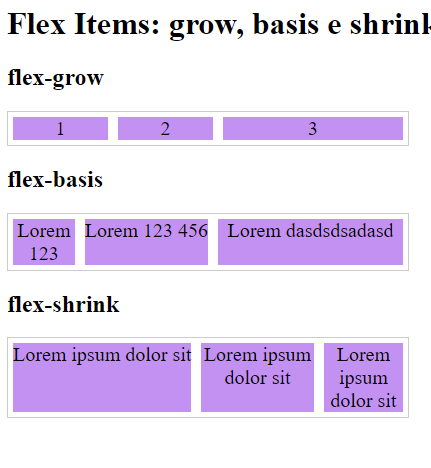 Flex Items: grow, basis e shrink
flex-grow
1 2 3
flex-basis
Lorem 123 Lorem 123 456 Lorem dasdsdsadasd
flex-shrink
Lorem ipsum dolor sit Lorem ipsum dolor sit Lorem ipsum dolor sit